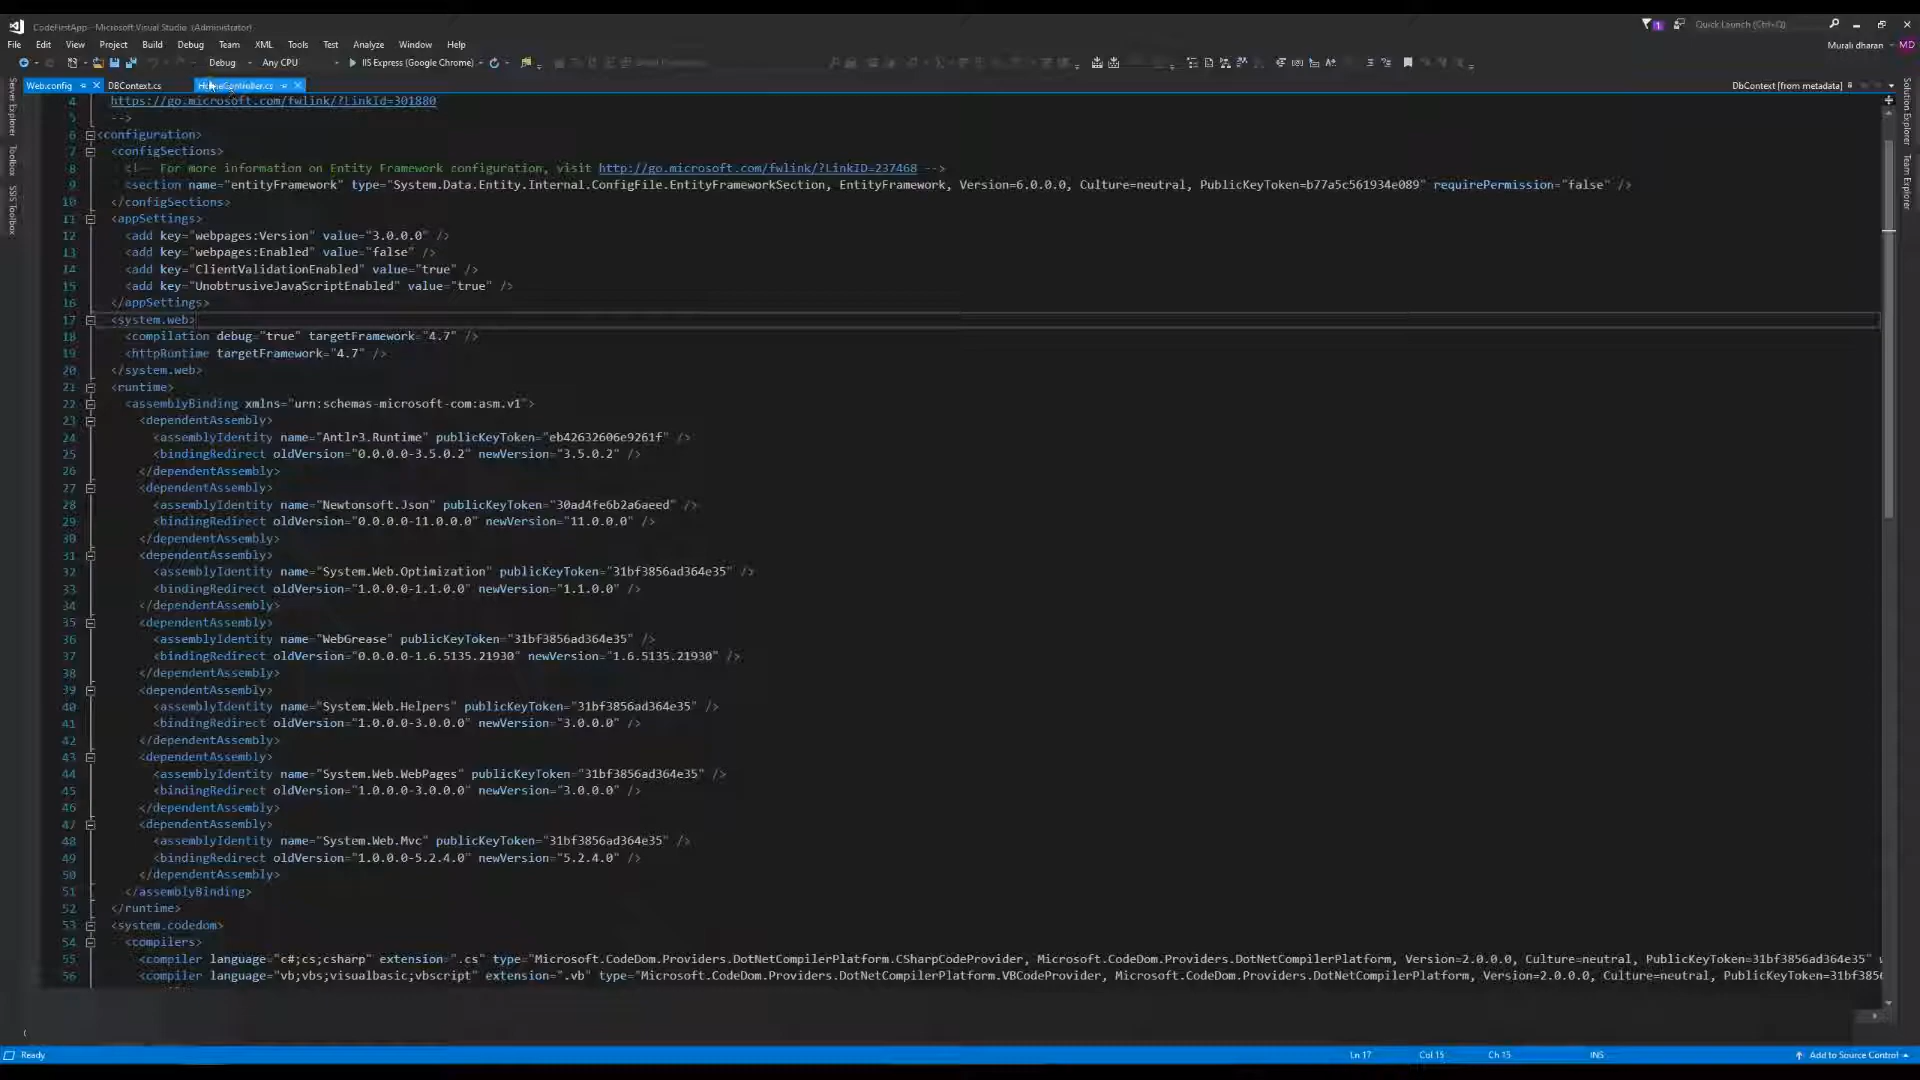 CodeFirstApp - Microsoft Visual Studio (Administrator)
1
Quick Launch (Ctrl+Q)
File Edit View Project Build Debug Team XML Tools Test Analyze Window Help
Murali dharan MD
Debug Any CPU IIS Express (Google Chrome)
Web.config DBContext.cs HomeController.cs DbContext [from metadata]
Server Explorer
Toolbox
SSIS Toolbox
Solution Explorer
Team Explorer
4 https://go.microsoft.com/fwlink/?LinkId=301880
5 -->
6 <configuration>
7 <configSections>
8 <!-- For more information on Entity Framework configuration, visit http://go.microsoft.com/fwlink/?LinkID=237468 -->
9 <section name="entityFramework" type="System.Data.Entity.Internal.ConfigFile.EntityFrameworkSection, EntityFramework, Version=6.0.0.0, Culture=neutral, PublicKeyToken=b77a5c561934e089" requirePermission="false" />
10 </configSections>
11 <appSettings>
12 <add key="webpages:Version" value="3.0.0.0" />
13 <add key="webpages:Enabled" value="false" />
14 <add key="ClientValidationEnabled" value="true" />
15 <add key="UnobtrusiveJavaScriptEnabled" value="true" />
16 </appSettings>
17 <system.web>
18 <compilation debug="true" targetFramework="4.7" />
19 <httpRuntime targetFramework="4.7" />
20 </system.web>
21 <runtime>
22 <assemblyBinding xmlns="urn:schemas-microsoft-com:asm.v1">
23 <dependentAssembly>
24 <assemblyIdentity name="Antlr3.Runtime" publicKeyToken="eb42632606e9261f" />
25 <bindingRedirect oldVersion="0.0.0.0-3.5.0.2" newVersion="3.5.0.2" />
26 </dependentAssembly>
27 <dependentAssembly>
28 <assemblyIdentity name="Newtonsoft.Json" publicKeyToken="30ad4fe6b2a6aeed" />
29 <bindingRedirect oldVersion="0.0.0.0-11.0.0.0" newVersion="11.0.0.0" />
30 </dependentAssembly>
31 <dependentAssembly>
32 <assemblyIdentity name="System.Web.Optimization" publicKeyToken="31bf3856ad364e35" />
33 <bindingRedirect oldVersion="1.0.0.0-1.1.0.0" newVersion="1.1.0.0" />
34 </dependentAssembly>
35 <dependentAssembly>
36 <assemblyIdentity name="WebGrease" publicKeyToken="31bf3856ad364e35" />
37 <bindingRedirect oldVersion="0.0.0.0-1.6.5135.21930" newVersion="1.6.5135.21930" />
38 </dependentAssembly>
39 <dependentAssembly>
40 <assemblyIdentity name="System.Web.Helpers" publicKeyToken="31bf3856ad364e35" />
41 <bindingRedirect oldVersion="1.0.0.0-3.0.0.0" newVersion="3.0.0.0" />
42 </dependentAssembly>
43 <dependentAssembly>
44 <assemblyIdentity name="System.Web.WebPages" publicKeyToken="31bf3856ad364e35" />
45 <bindingRedirect oldVersion="1.0.0.0-3.0.0.0" newVersion="3.0.0.0" />
46 </dependentAssembly>
47 <dependentAssembly>
48 <assemblyIdentity name="System.Web.Mvc" publicKeyToken="31bf3856ad364e35" />
49 <bindingRedirect oldVersion="1.0.0.0-5.2.4.0" newVersion="5.2.4.0" />
50 </dependentAssembly>
51 </assemblyBinding>
52 </runtime>
53 <system.codedom>
54 <compilers>
55 <compiler language="c#;cs;csharp" extension=".cs" type="Microsoft.CodeDom.Providers.DotNetCompilerPlatform.CSharpCodeProvider, Microsoft.CodeDom.Providers.DotNetCompilerPlatform, Version=2.0.0.0, Culture=neutral, PublicKeyToken=31bf3856ad364e35"
56 <compiler language="vb;vbs;visualbasic;vbscript" extension=".vb" type="Microsoft.CodeDom.Providers.DotNetCompilerPlatform.VBCodeProvider, Microsoft.CodeDom.Providers.DotNetCompilerPlatform, Version=2.0.0.0, Culture=neutral, PublicKeyToken=31bf3856
Ready Ln 17 Col 15 Ch 15 INS Add to Source Control